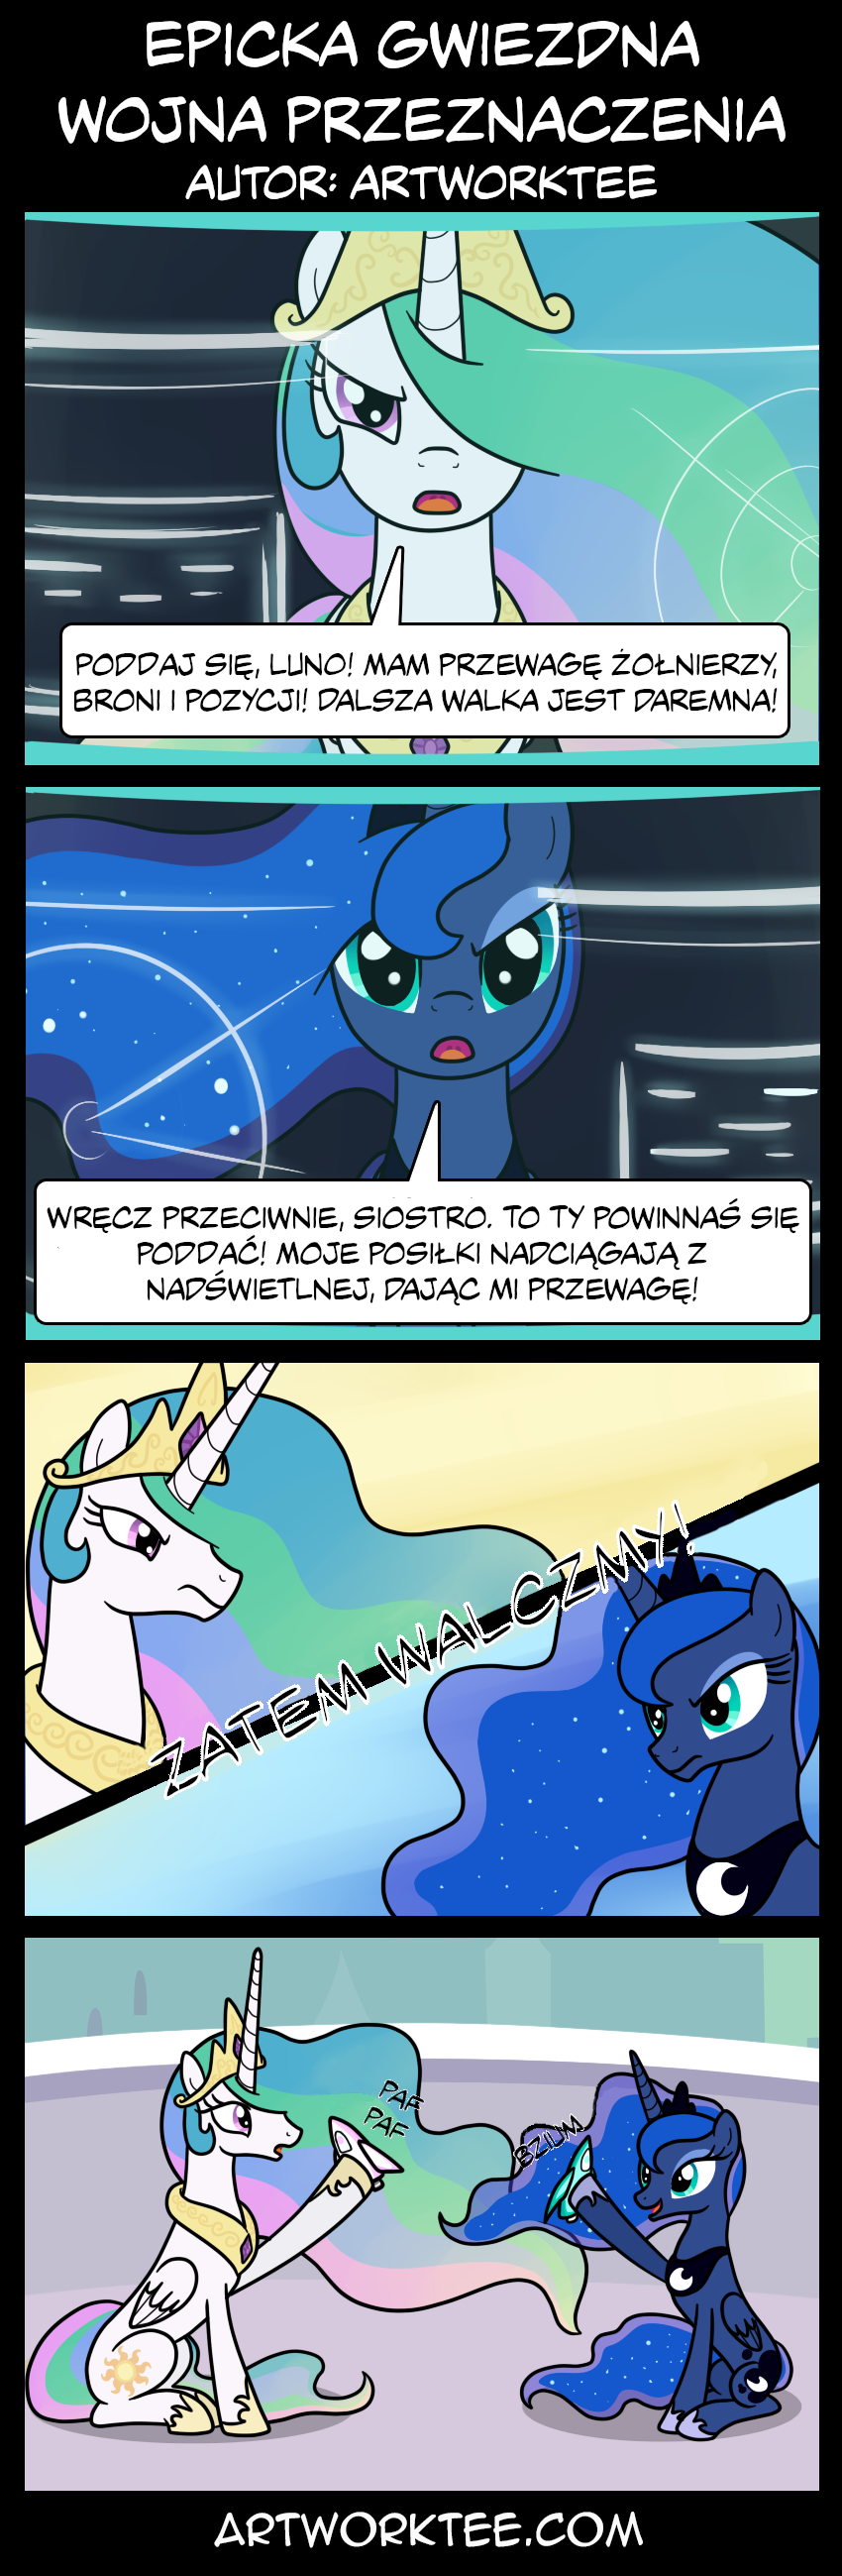 EPICKA GWIEZDNA
WOJNA PRZEZNACZENIA
AUTOR: ARTWORKTEE
PODDAJ SIĘ, LUNO! MAM PRZEWAGĘ ŻOŁNIERZY,
BRONI I POZYCJI! DALSZA WALKA JEST DAREMNA!
WRĘCZ PRZECIWNIE, SIOSTRO. TO TY POWINNAŚ SIĘ
PODDAĆ! MOJE POSIŁKI NADCIĄGAJĄ Z
NADŚWIETLNEJ, DAJĄC MI PRZEWAGĘ!
ZATEM WALCZMY!
PAF
PAF
BZIUM
ARTWORKTEE.COM